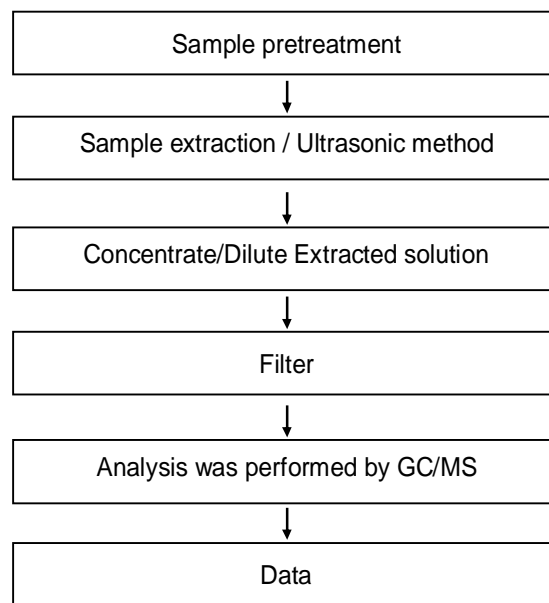 Sample pretreatment
Sample extraction / Ultrasonic method
Concentrate/Dilute Extracted solution
Filter
Analysis was performed by GC/MS
Data